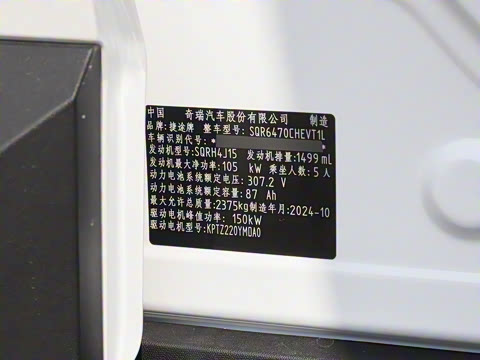 中国 奇瑞汽车股份有限公司 制造
品牌:捷途牌 整车型号:SQR6470CHEVT1L
车辆识别代号:* *
发动机型号:SQRH4J15 发动机排量:1499mL
发动机最大净功率:105 kW 乘坐人数:5人
动力电池系统额定电压:307.2 V
动力电池系统额定容量:87 Ah
最大允许总质量:2375kg制造年月:2024-10
驱动电机峰值功率: 150kW
驱动电机型号:KPTZ220YMDA0